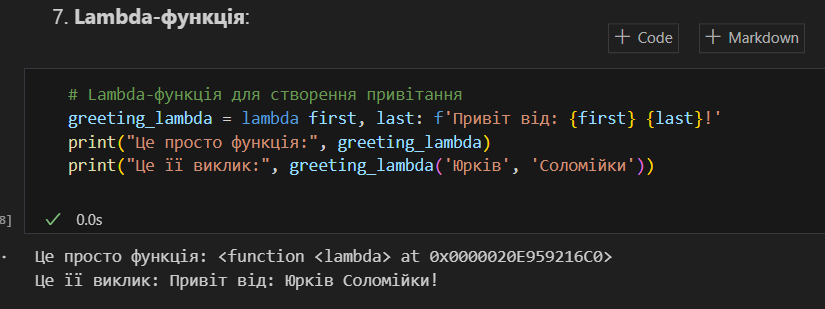 7. Lambda-функція:
+ Code + Markdown
# Lambda-функція для створення привітання
greeting_lambda = lambda first, last: f'Привіт від: {first} {last}!'
print("Це просто функція:", greeting_lambda)
print("Це її виклик:", greeting_lambda('Юрків', 'Соломійки'))
8] ✓ 0.0s
Це просто функція: <function <lambda> at 0x0000020E959216C0>
Це її виклик: Привіт від: Юрків Соломійки!